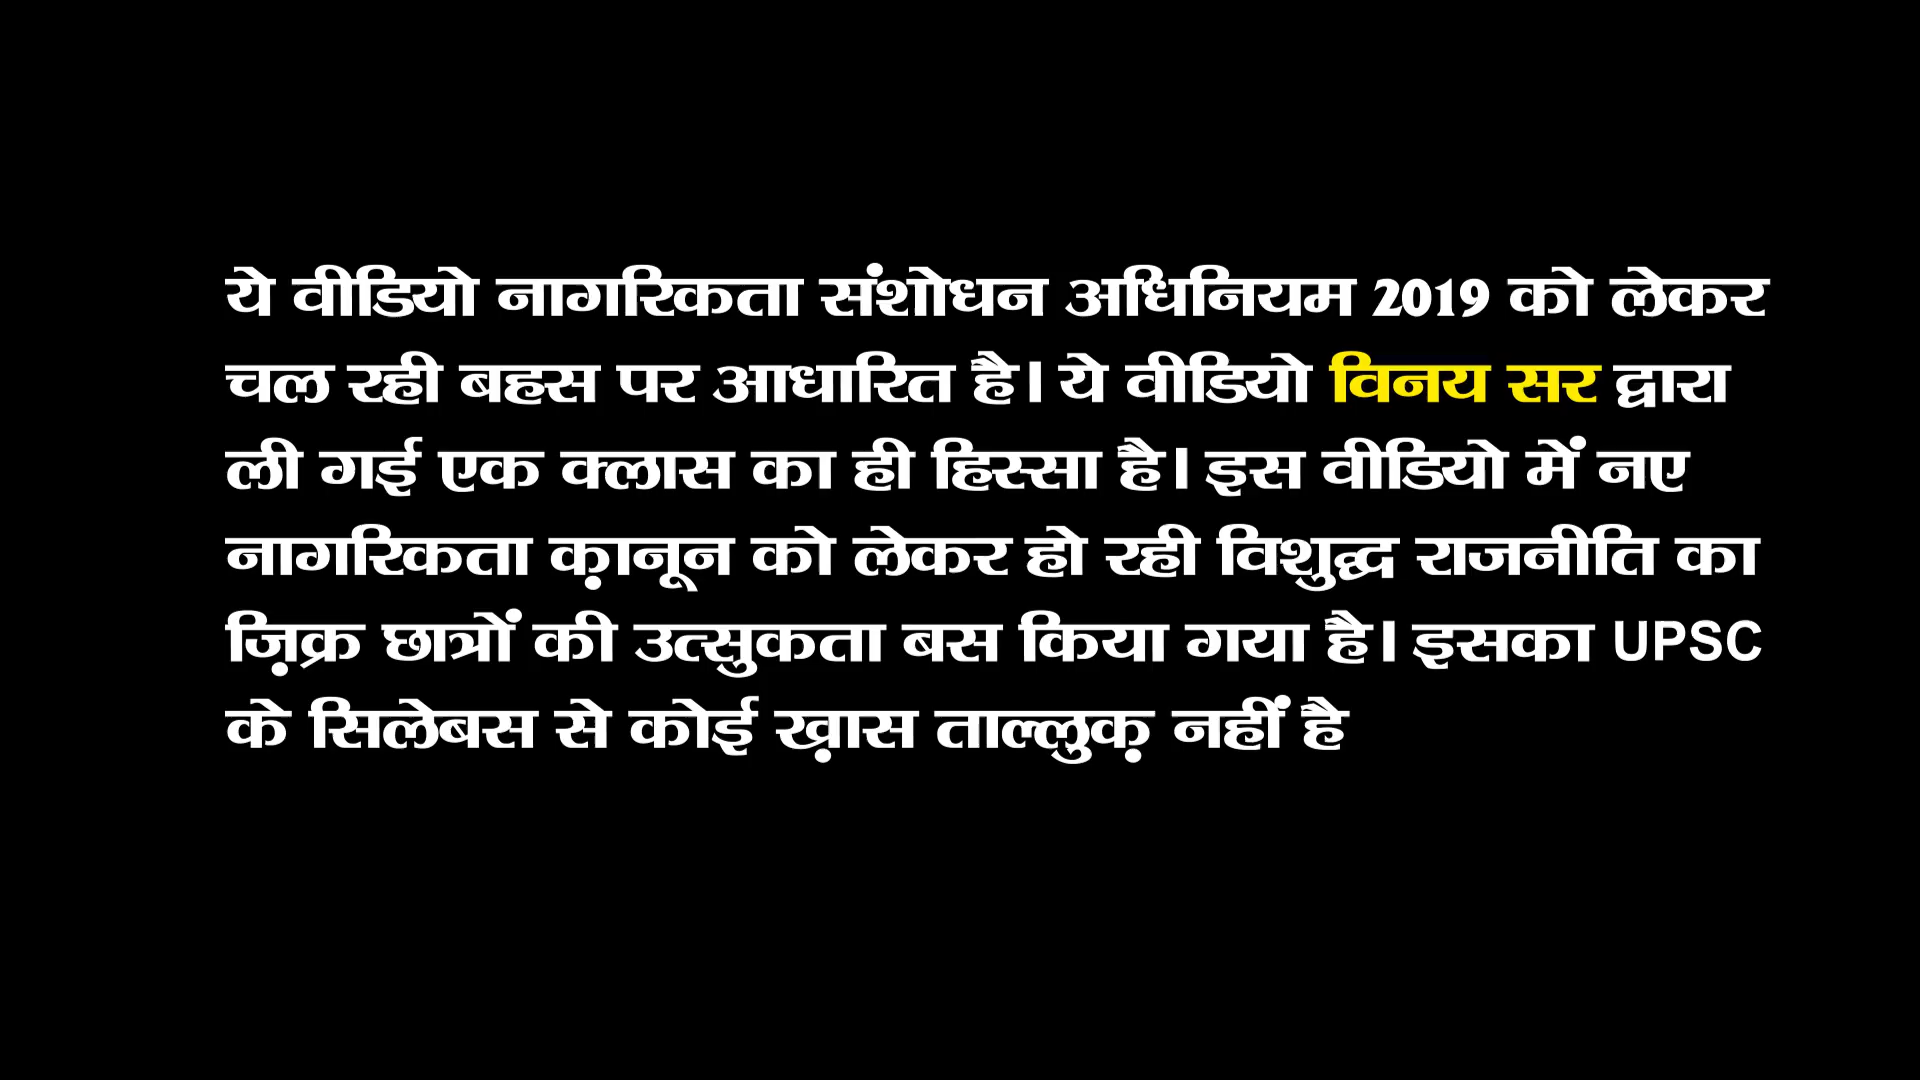 ये वीडियो नागरिकता संशोधन अधिनियम 2019 को लेकर
चल रही बहस पर आधारित है। ये वीडियो विनय सर द्वारा
ली गई एक क्लास का ही हिस्सा है। इस वीडियो में नए
नागरिकता क़ानून को लेकर हो रही विशुद्ध राजनीति का
ज़िक्र छात्रों की उत्सुकता बस किया गया है। इसका UPSC
के सिलेबस से कोई ख़ास ताल्लुक़ नहीं है